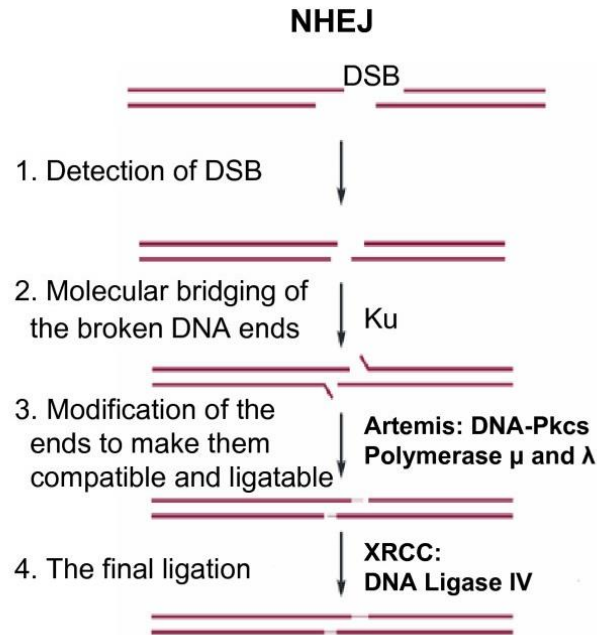 NHEJ
DSB
1. Detection of DSB
2. Molecular bridging of
the broken DNA ends
Ku
3. Modification of the
ends to make them
compatible and ligatable
Artemis: DNA-Pkcs
Polymerase μ and λ
4. The final ligation
XRCC:
DNA Ligase IV